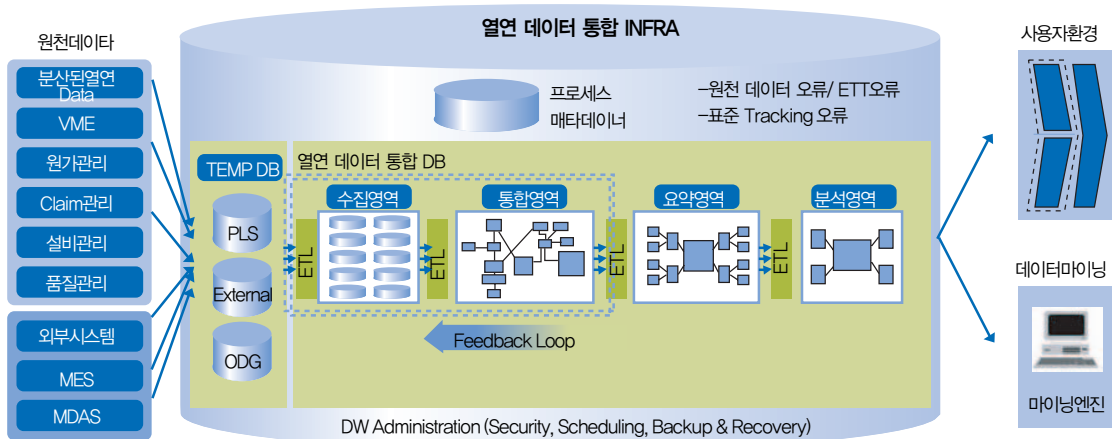 열연 데이터 통합 INFRA
원천데이타
분산된열연
Data
VME
원가관리
Claim관리
설비관리
품질관리
외부시스템
MES
MDAS
프로세스
매타데이너
-원천 데이터 오류/ ETT오류
-표준 Tracking 오류
TEMP DB
PLS
External
ODG
열연 데이터 통합 DB
ETL
수집영역
ETL
통합영역
ETL
요약영역
ETL
분석영역
Feedback Loop
DW Administration (Security, Scheduling, Backup & Recovery)
사용자환경
데이터마이닝
마이닝엔진